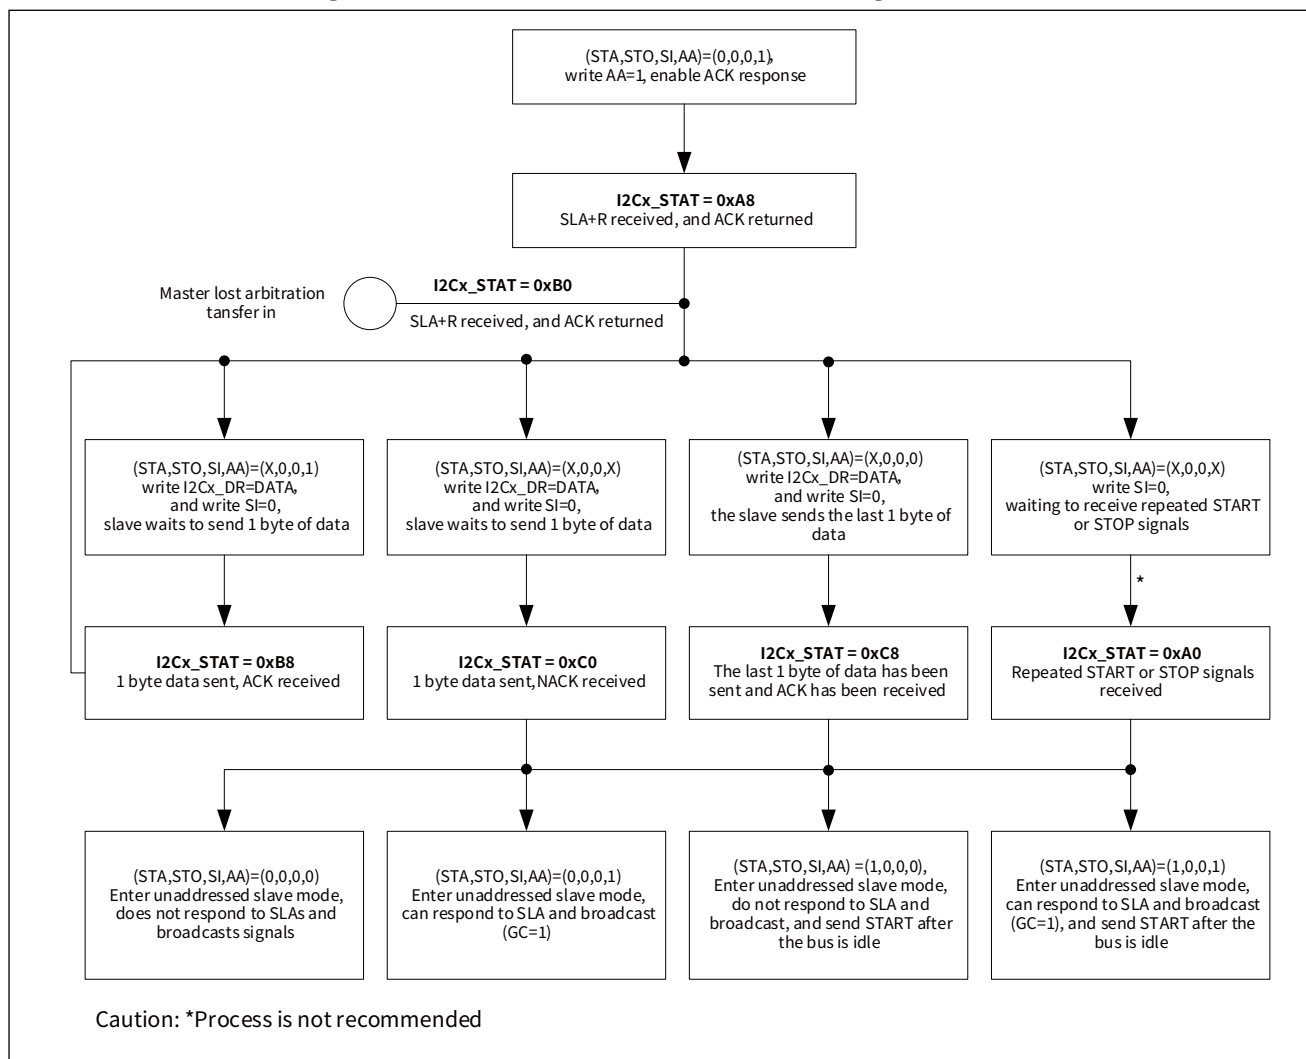 (STA,STO,SI,AA)=(0,0,0,1),
write AA=1, enable ACK response
I2Cx_STAT = 0xA8
SLA+R received, and ACK returned
Master lost arbitration
tansfer in
I2Cx_STAT = 0xB0
SLA+R received, and ACK returned
(STA,STO,SI,AA)=(X,0,0,1)
write I2Cx_DR=DATA,
and write SI=0,
slave waits to send 1 byte of data
(STA,STO,SI,AA)=(X,0,0,X)
write I2Cx_DR=DATA,
and write SI=0,
slave waits to send 1 byte of data
(STA,STO,SI,AA)=(X,0,0,0)
write I2Cx_DR=DATA,
and write SI=0,
the slave sends the last 1 byte of
data
(STA,STO,SI,AA)=(X,0,0,X)
write SI=0,
waiting to receive repeated START
or STOP signals
*
I2Cx_STAT = 0xB8
1 byte data sent, ACK received
I2Cx_STAT = 0xC0
1 byte data sent,NACK received
I2Cx_STAT = 0xC8
The last 1 byte of data has been
sent and ACK has been received
I2Cx_STAT = 0xA0
Repeated START or STOP signals
received
(STA,STO,SI,AA)=(0,0,0,0)
Enter unaddressed slave mode,
does not respond to SLAs and
broadcasts signals
(STA,STO,SI,AA)=(0,0,0,1)
Enter unaddressed slave mode,
can respond to SLA and broadcast
(GC=1)
(STA,STO,SI,AA) =(1,0,0,0),
Enter unaddressed slave mode,
do not respond to SLA and
broadcast, and send START after
the bus is idle
(STA,STO,SI,AA)=(1,0,0,1)
Enter unaddressed slave mode,
can respond to SLA and broadcast
(GC=1), and send START after the
bus is idle
Caution: *Process is not recommended